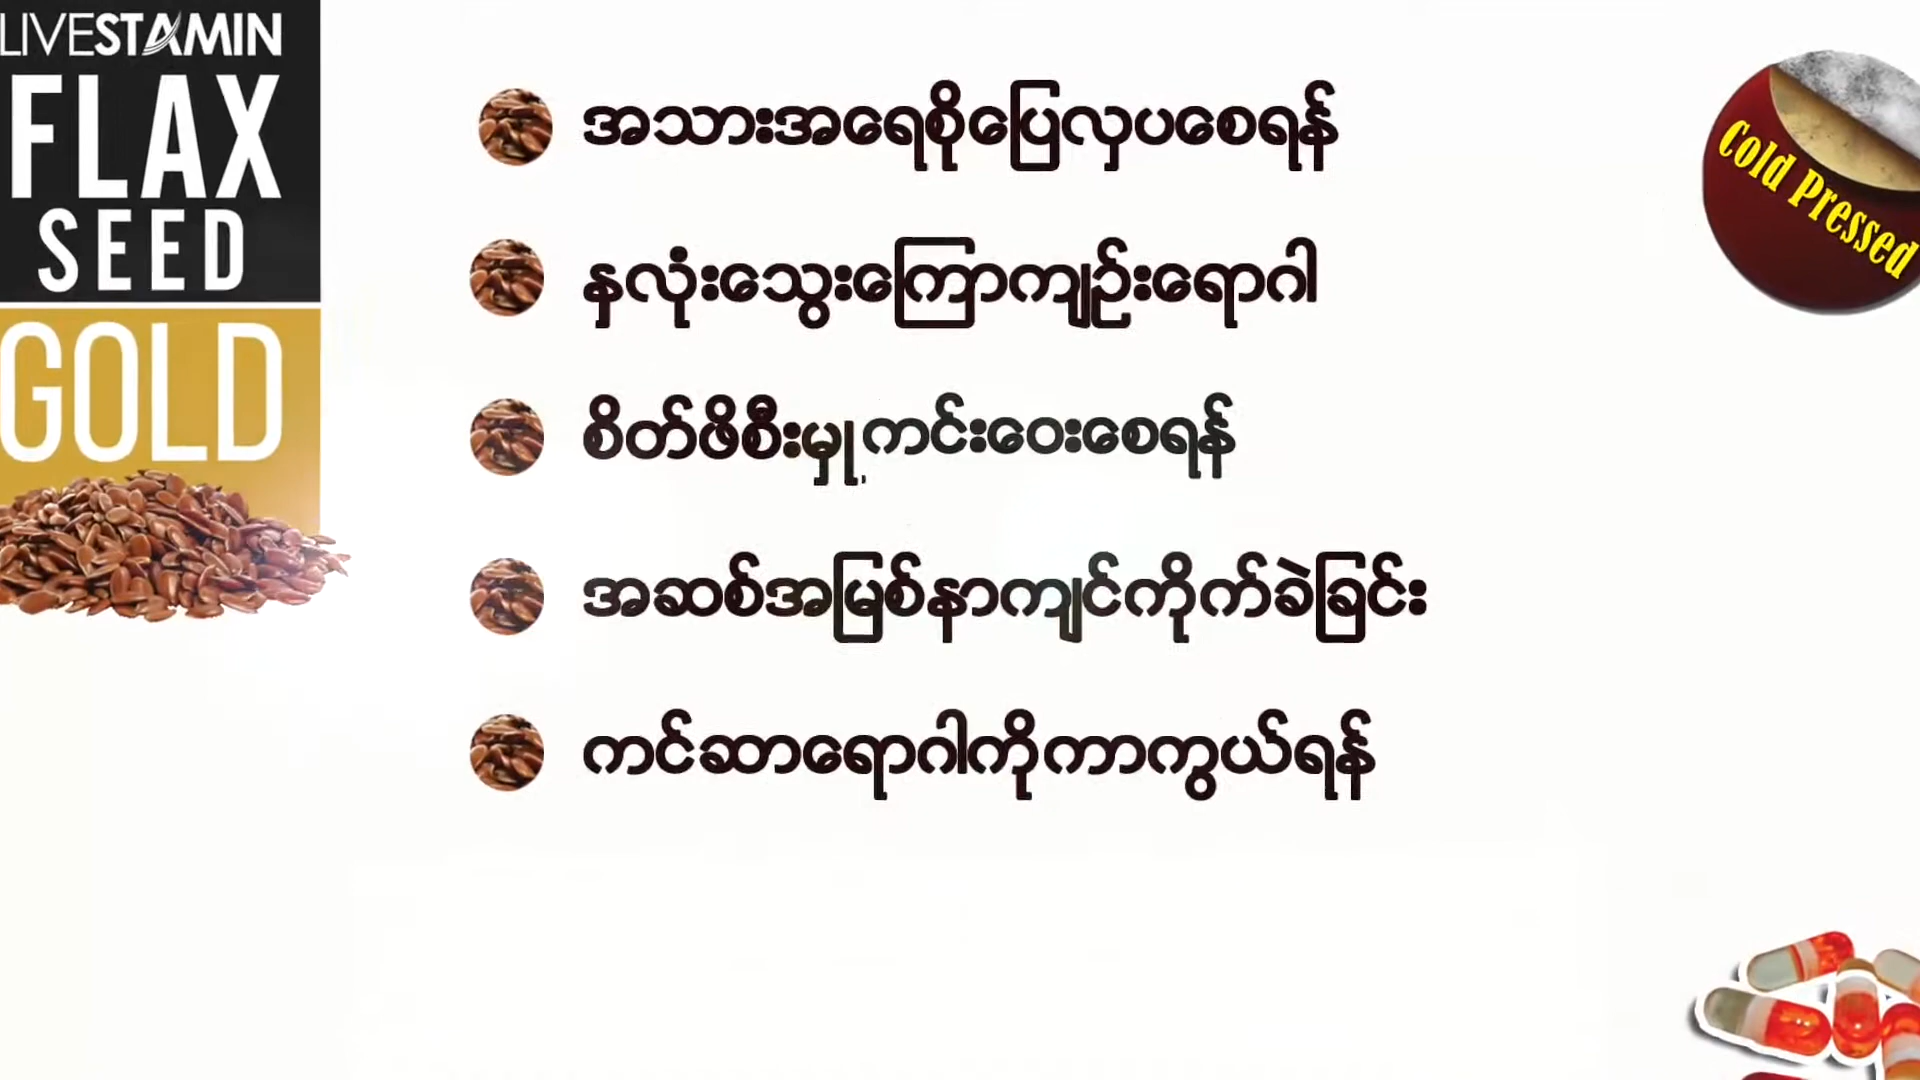 LIVESTAMIN
FLAX
SEED
GOLD
Cold Pressed
အသားအရေစိုပြေလှပစေရန်
နှလုံးသွေးကြောကျဉ်းရောဂါ
စိတ်ဖိစီးမှုကင်းဝေးစေရန်
အဆစ်အမြစ်နာကျင်ကိုက်ခဲခြင်း
ကင်ဆာရောဂါကိုကာကွယ်ရန်